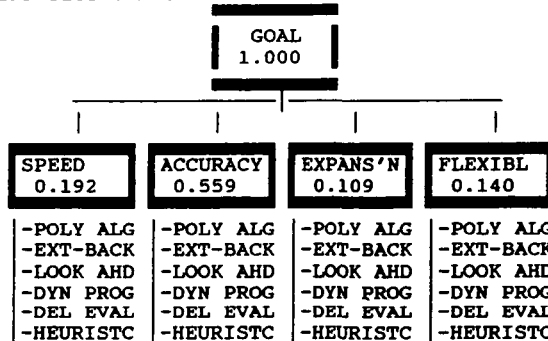 GOAL
1.000
SPEED ACCURACY EXPANS'N FLEXIBL
0.192 0.559 0.109 0.140
-POLY ALG -POLY ALG -POLY ALG -POLY ALG
-EXT-BACK -EXT-BACK -EXT-BACK -EXT-BACK
-LOOK AHD -LOOK AHD -LOOK AHD -LOOK AHD
-DYN PROG -DYN PROG -DYN PROG -DYN PROG
-DEL EVAL -DEL EVAL -DEL EVAL -DEL EVAL
-HEURISTC -HEURISTC -HEURISTC -HEURISTC